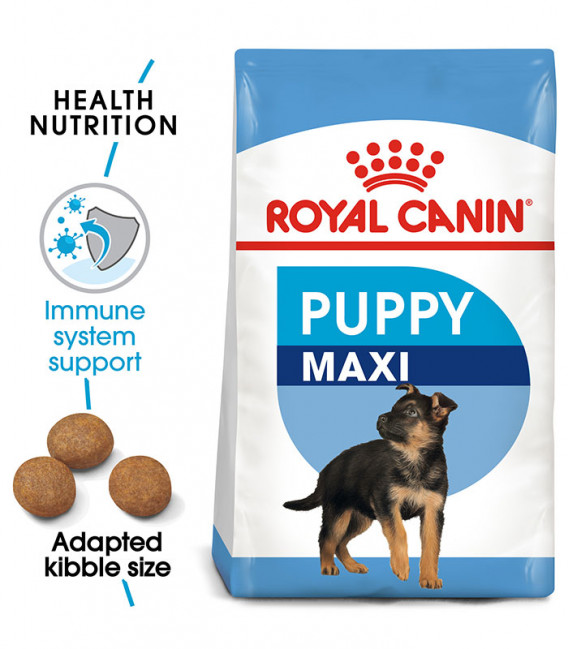 HEALTH
NUTRITION
Immune
system
support
Adapted
kibble size
ROYAL CANIN®
PUPPY
MAXI